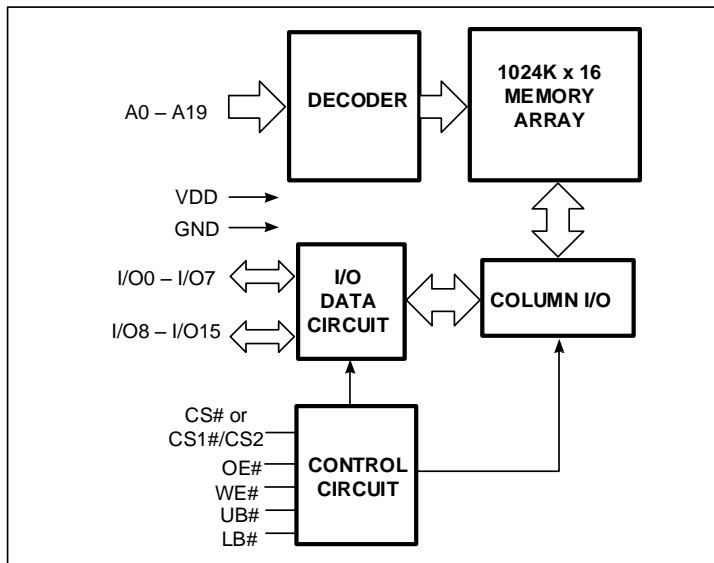 A0 – A19
DECODER
1024K x 16
MEMORY
ARRAY
VDD
GND
I/O0 – I/O7
I/O8 – I/O15
I/O
DATA
CIRCUIT
COLUMN I/O
CS# or
CS1#/CS2
OE#
WE#
UB#
LB#
CONTROL
CIRCUIT